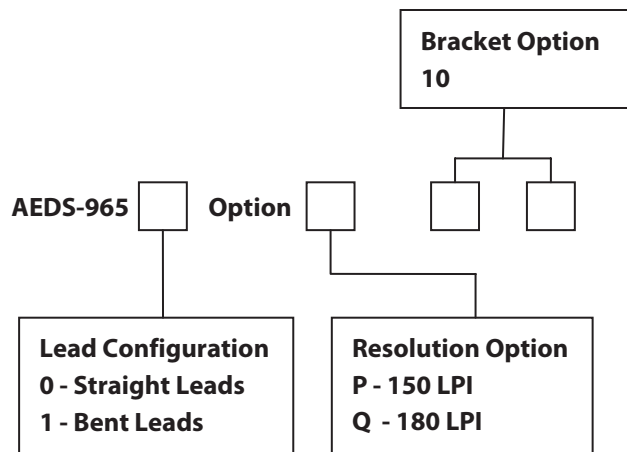 Bracket Option
10
AEDS-965 Option
Lead Configuration
0 - Straight Leads
1 - Bent Leads
Resolution Option
P - 150 LPI
Q - 180 LPI